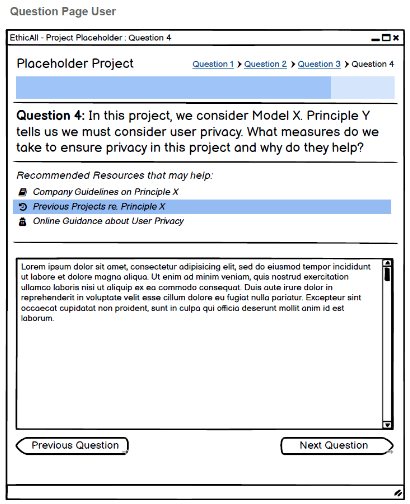 Question Page User
EthicAll - Project Placeholder : Question 4
Placeholder Project
Question 1 > Question 2 > Question 3 > Question 4
Question 4: In this project, we consider Model X. Principle Y
tells us we must consider user privacy. What measures do we
take to ensure privacy in this project and why do they help?
Recommended Resources that may help:
Company Guidelines on Principle X
Previous Projects re. Principle X
Online Guidance about User Privacy
Lorem ipsum dolor sit amet, consectetur adipisicing elit, sed do eiusmod tempor incididunt
ut labore et dolore magna aliqua. Ut enim ad minim veniam, quis nostrud exercitation
ullamco laboris nisi ut aliquip ex ea commodo consequat. Duis aute irure dolor in
reprehenderit in voluptate velit esse cillum dolore eu fugiat nulla pariatur. Excepteur sint
occaecat cupidatat non proident, sunt in culpa qui officia deserunt mollit anim id est
laborum.
Previous Question
Next Question